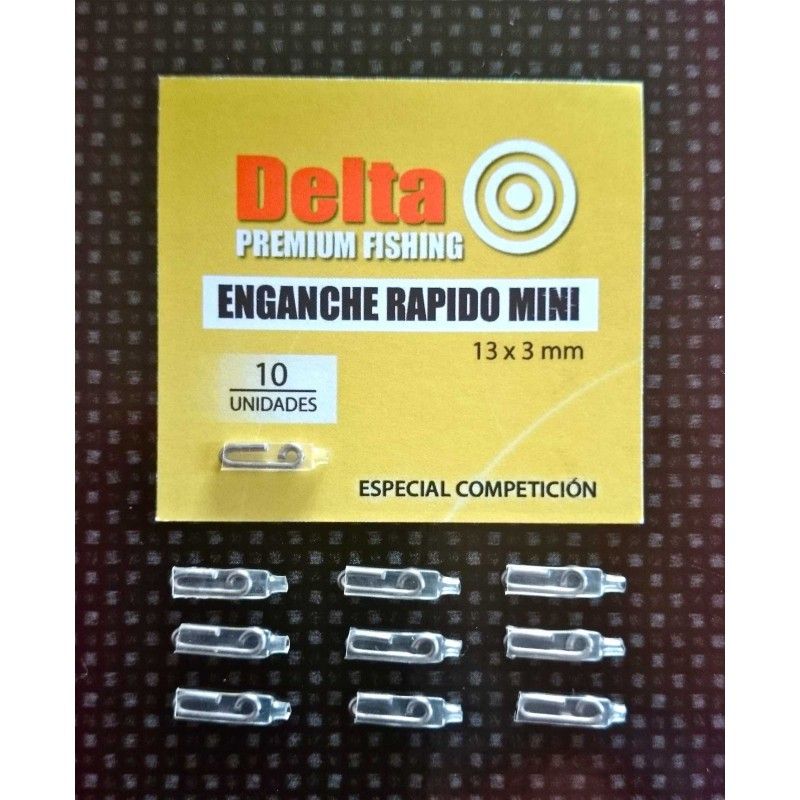 Delta
PREMIUM FISHING
ENGANCHE RAPIDO MINI
13 x 3 mm
10
UNIDADES
ESPECIAL COMPETICIÓN